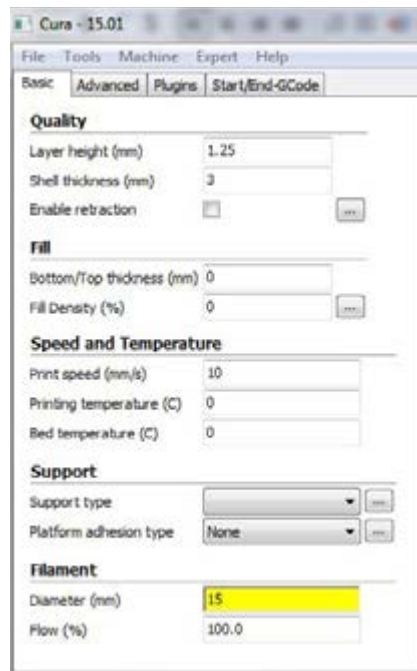 Cura - 15.01
File Tools Machine Expert Help
Basic Advanced Plugins Start/End-GCode
Quality
Layer height (mm) 1.25
Shell thickness (mm) 3
Enable retraction ...
Fill
Bottom/Top thickness (mm) 0
Fill Density (%) 0 ...
Speed and Temperature
Print speed (mm/s) 10
Printing temperature (C) 0
Bed temperature (C) 0
Support
Support type ...
Platform adhesion type None ...
Filament
Diameter (mm) 15
Flow (%) 100.0